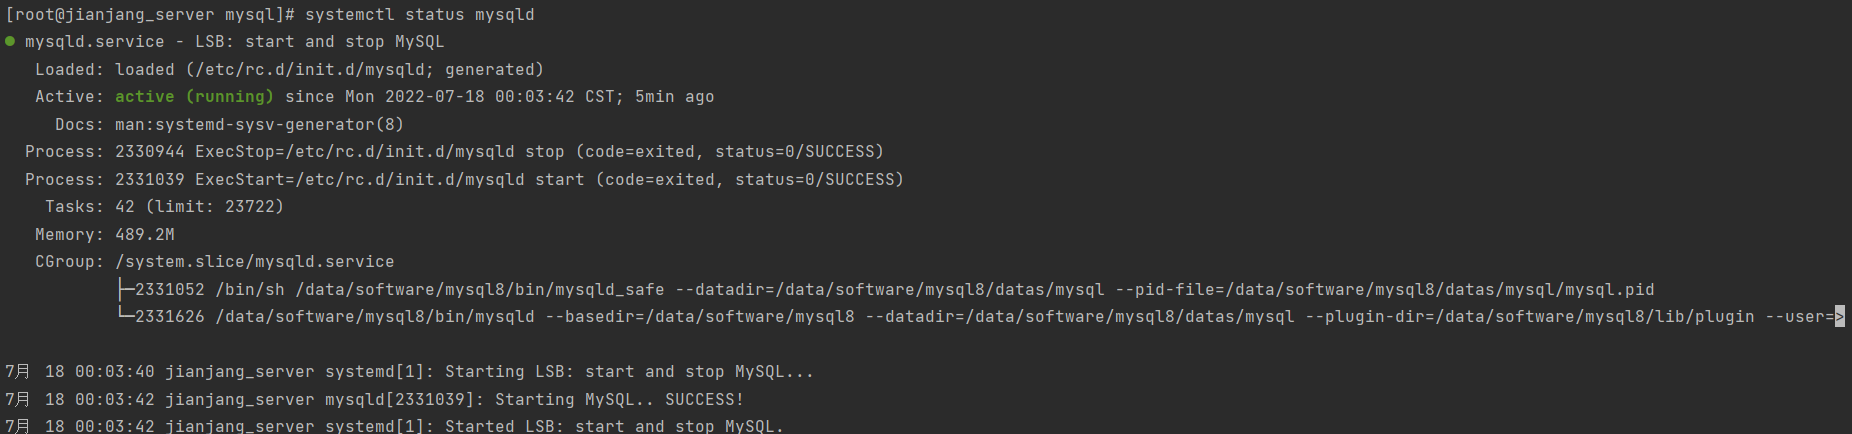 [root@jianjang_server mysql]# systemctl status mysqld
● mysqld.service - LSB: start and stop MySQL
   Loaded: loaded (/etc/rc.d/init.d/mysqld; generated)
   Active: active (running) since Mon 2022-07-18 00:03:42 CST; 5min ago
     Docs: man:systemd-sysv-generator(8)
  Process: 2330944 ExecStop=/etc/rc.d/init.d/mysqld stop (code=exited, status=0/SUCCESS)
  Process: 2331039 ExecStart=/etc/rc.d/init.d/mysqld start (code=exited, status=0/SUCCESS)
    Tasks: 42 (limit: 23722)
   Memory: 489.2M
   CGroup: /system.slice/mysqld.service
           ├─2331052 /bin/sh /data/software/mysql8/bin/mysqld_safe --datadir=/data/software/mysql8/datas/mysql --pid-file=/data/software/mysql8/datas/mysql/mysql.pid
           └─2331626 /data/software/mysql8/bin/mysqld --basedir=/data/software/mysql8 --datadir=/data/software/mysql8/datas/mysql --plugin-dir=/data/software/mysql8/lib/plugin --user=>
7月 18 00:03:40 jianjang_server systemd[1]: Starting LSB: start and stop MySQL...
7月 18 00:03:42 jianjang_server mysqld[2331039]: Starting MySQL.. SUCCESS!
7月 18 00:03:42 jianjang_server systemd[1]: Started LSB: start and stop MySQL.